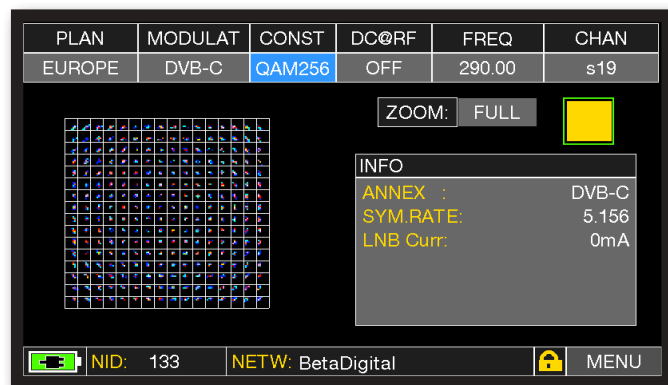 PLAN MODULAT CONST DC@RF FREQ CHAN
EUROPE DVB-C QAM256 OFF 290.00 s19
ZOOM: FULL
INFO
ANNEX : DVB-C
SYM.RATE: 5.156
LNB Curr: 0mA
NID: 133 NETW: BetaDigital MENU